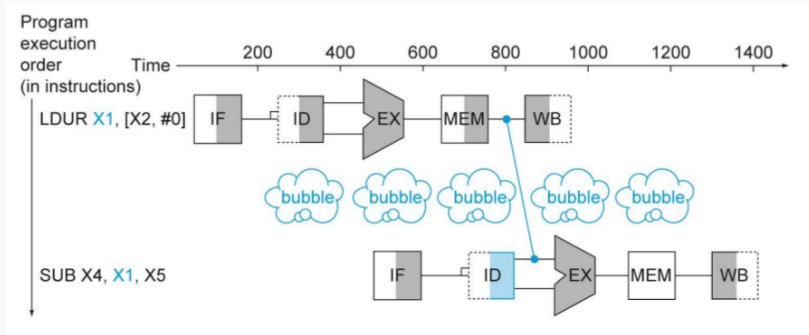 Program
execution
order
(in instructions)
Time
200 400 600 800 1000 1200 1400
LDUR X1, [X2, #0] IF ID EX MEM WB
bubble bubble bubble bubble bubble
SUB X4, X1, X5 IF ID EX MEM WB